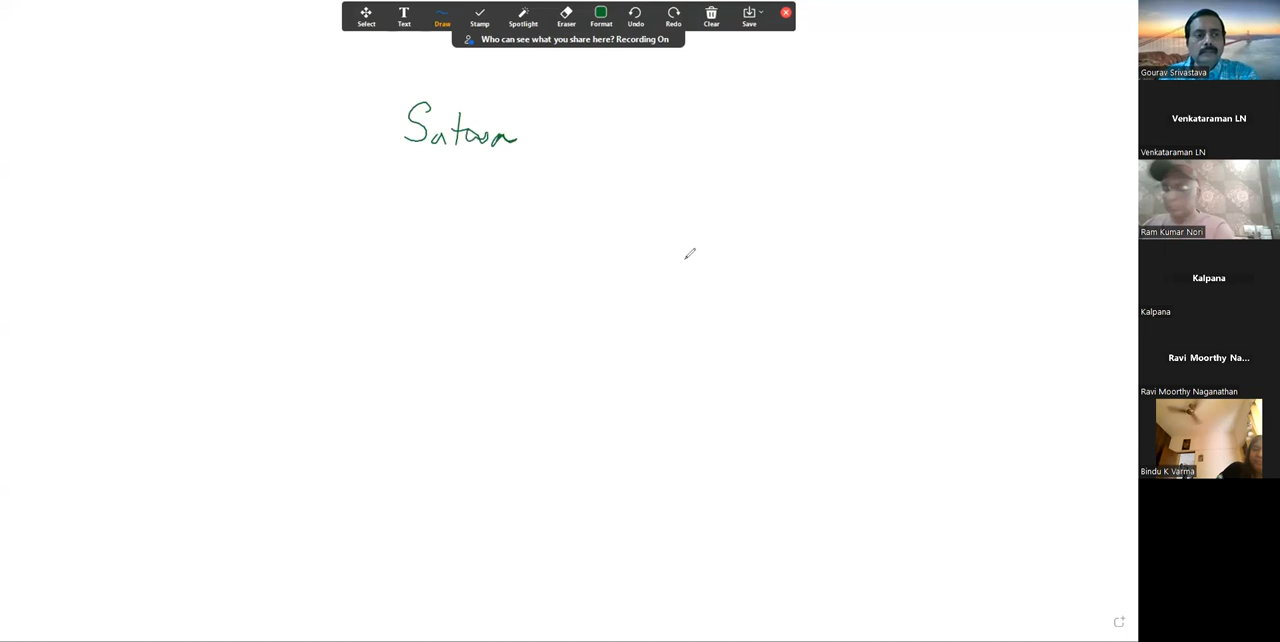 Select
Text
Draw
Stamp
Spotlight
Eraser
Format
Undo
Redo
Clear
Save
Who can see what you share here? Recording On
Gourav Srivastava
Venkataraman LN
Venkataraman LN
Ram Kumar Nori
Kalpana
Kalpana
Ravi Moorthy Na...
Ravi Moorthy Naganathan
Bindu K Varma